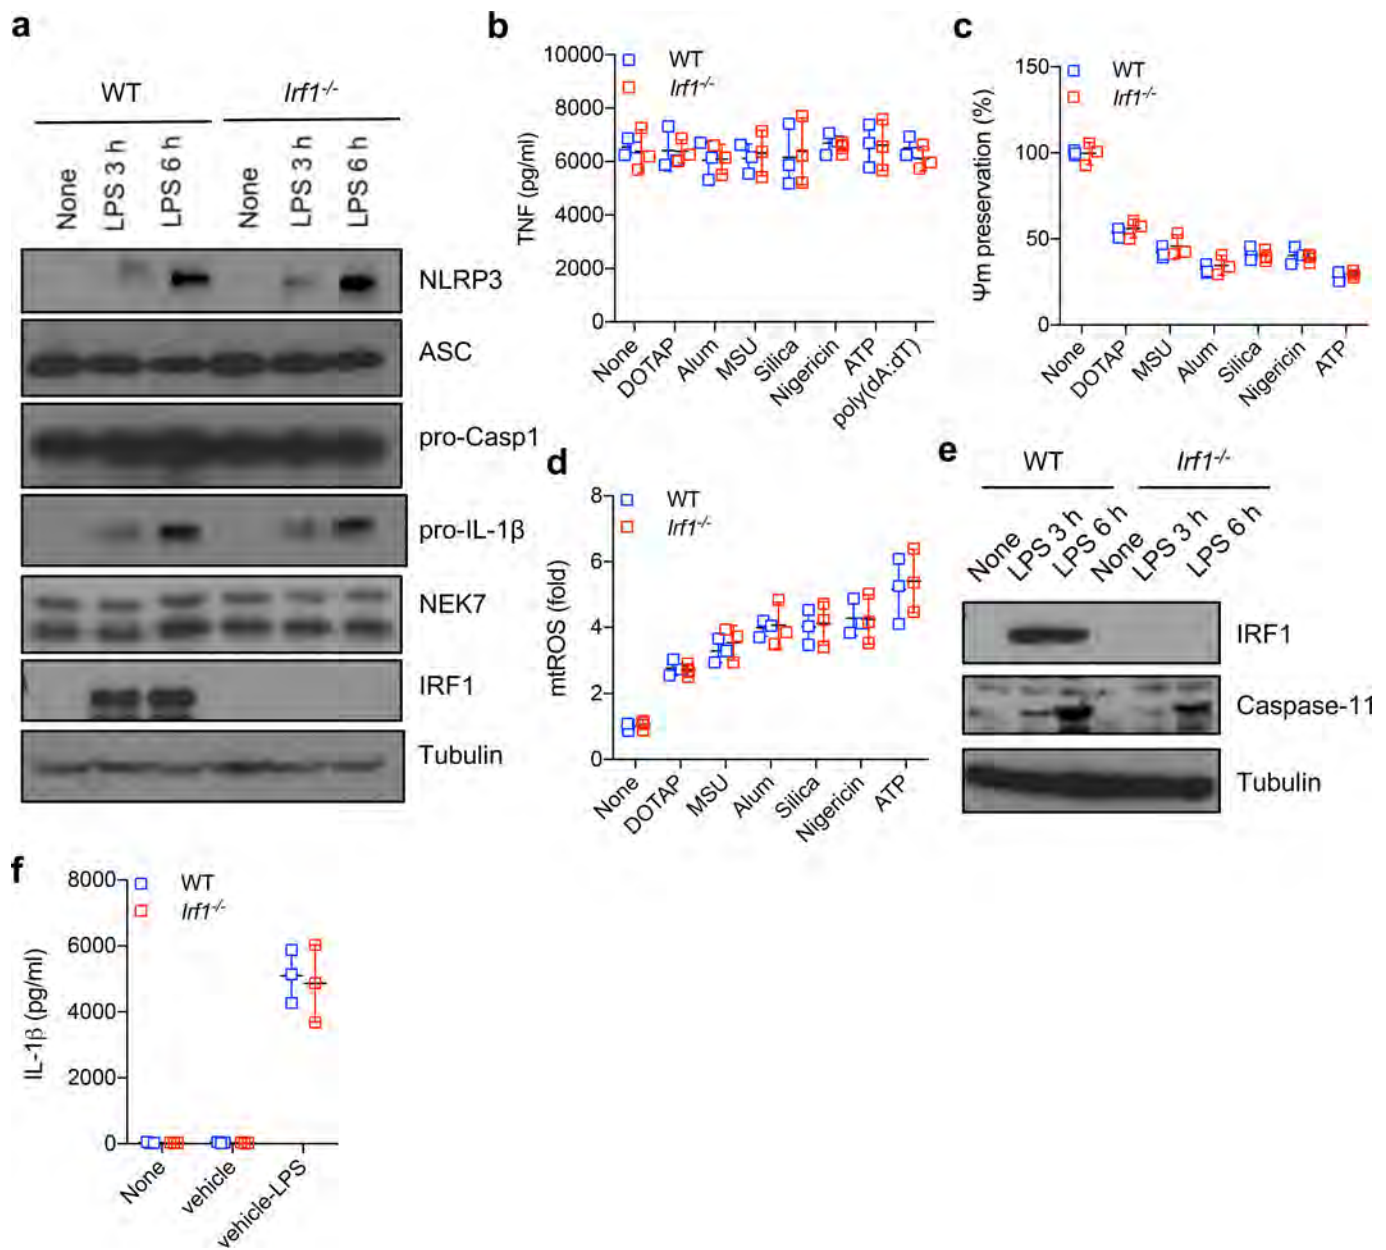 a
WT Irf1-/-
None LPS 3 h LPS 6 h None LPS 3 h LPS 6 h
NLRP3
ASC
pro-Casp1
pro-IL-1β
NEK7
IRF1
Tubulin
b
WT
Irf1-/-
TNF (pg/ml)
10000
8000
6000
4000
2000
0
None DOTAP Alum MSU Silica Nigericin ATP poly(dA:dT)
c
WT
Irf1-/-
Ψm preservation (%)
150
100
50
0
None DOTAP MSU Alum Silica Nigericin ATP
d
WT
Irf1-/-
mtROS (fold)
8
6
4
2
0
None DOTAP MSU Alum Silica Nigericin ATP
e
WT Irf1-/-
None LPS 3 h LPS 6 h None LPS 3 h LPS 6 h
IRF1
Caspase-11
Tubulin
f
WT
Irf1-/-
IL-1β (pg/ml)
8000
6000
4000
2000
0
None vehicle vehicle-LPS